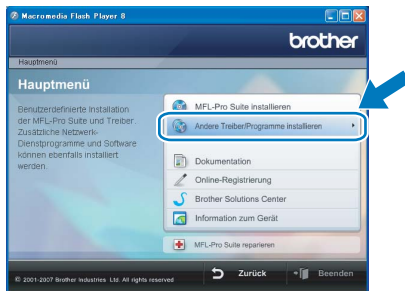 Macromedia Flash Player 8
brother
Hauptmenü
Hauptmenü
Benutzerdefinierte Installation
der MFL-Pro Suite und Treiber.
Zusätzliche Netzwerk-
Dienstprogramme und Software
können ebenfalls installiert
werden.
MFL-Pro Suite installieren
Andere Treiber/Programme installieren
Dokumentation
Online-Registrierung
Brother Solutions Center
Information zum Gerät
MFL-Pro Suite reparieren
© 2001-2007 Brother Industries Ltd. All rights reserved
Zurück
Beenden